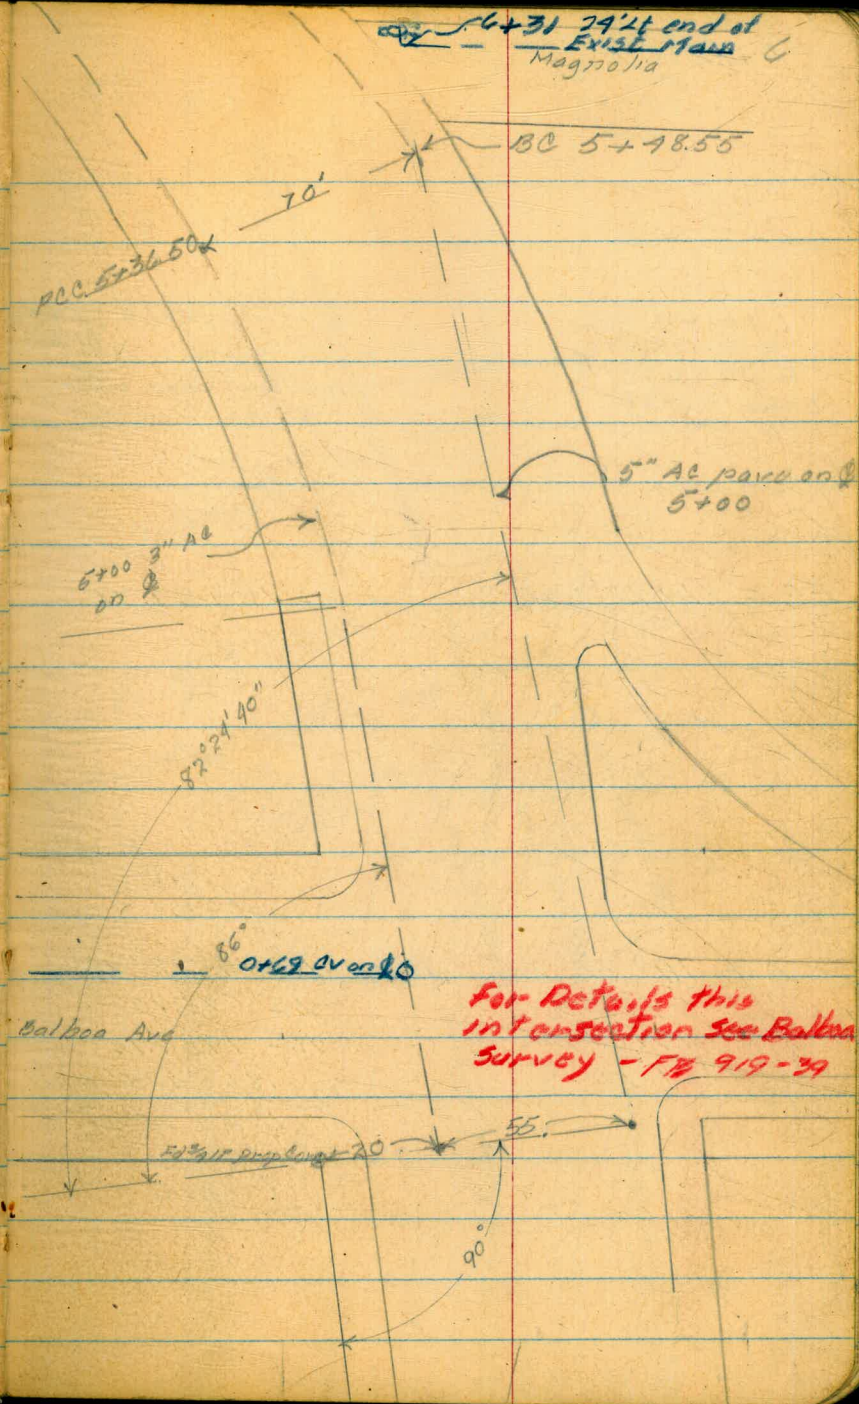 6+31 24'Lt end of
Exist Main
6
Magnolia
BC 5+48.55
70'
PCC 5+36.50
5" AC pave on ℄
5+00
5+00 3" AC
on ℄
82°24'40"
86°
0+69 CV on
Balboa Ave
For Details this
intersection see Balboa
Survey - FB 919-39
55
20
90°